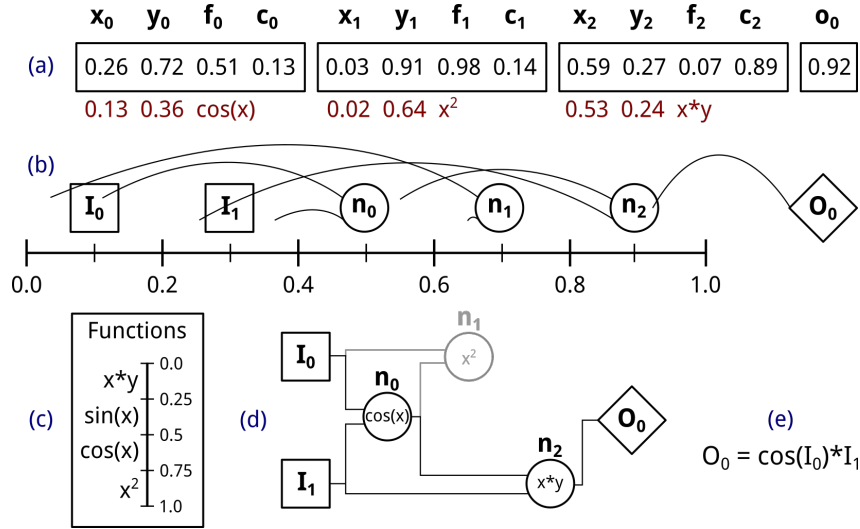 x₀ y₀ f₀ c₀ x₁ y₁ f₁ c₁ x₂ y₂ f₂ c₂ o₀
(a) 0.26 0.72 0.51 0.13 0.03 0.91 0.98 0.14 0.59 0.27 0.07 0.89 0.92
0.13 0.36 cos(x) 0.02 0.64 x² 0.53 0.24 x*y
(b)
I₀ I₁ n₀ n₁ n₂ O₀
0.0 0.2 0.4 0.6 0.8 1.0
(c)
Functions
0.0
x*y
0.25
sin(x)
0.5
cos(x)
0.75
x²
1.0
(d)
n₁
I₀ x²
n₀
cos(x)
O₀
n₂
I₁ x*y
(e)
O₀ = cos(I₀)*I₁